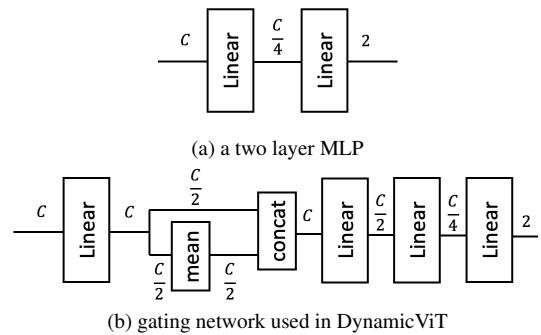 C
C/4
2
Linear
Linear
(a) a two layer MLP
C
Linear
C
C/2
C/2
mean
C/2
concat
C
Linear
C/2
Linear
C/4
Linear
2
(b) gating network used in DynamicViT